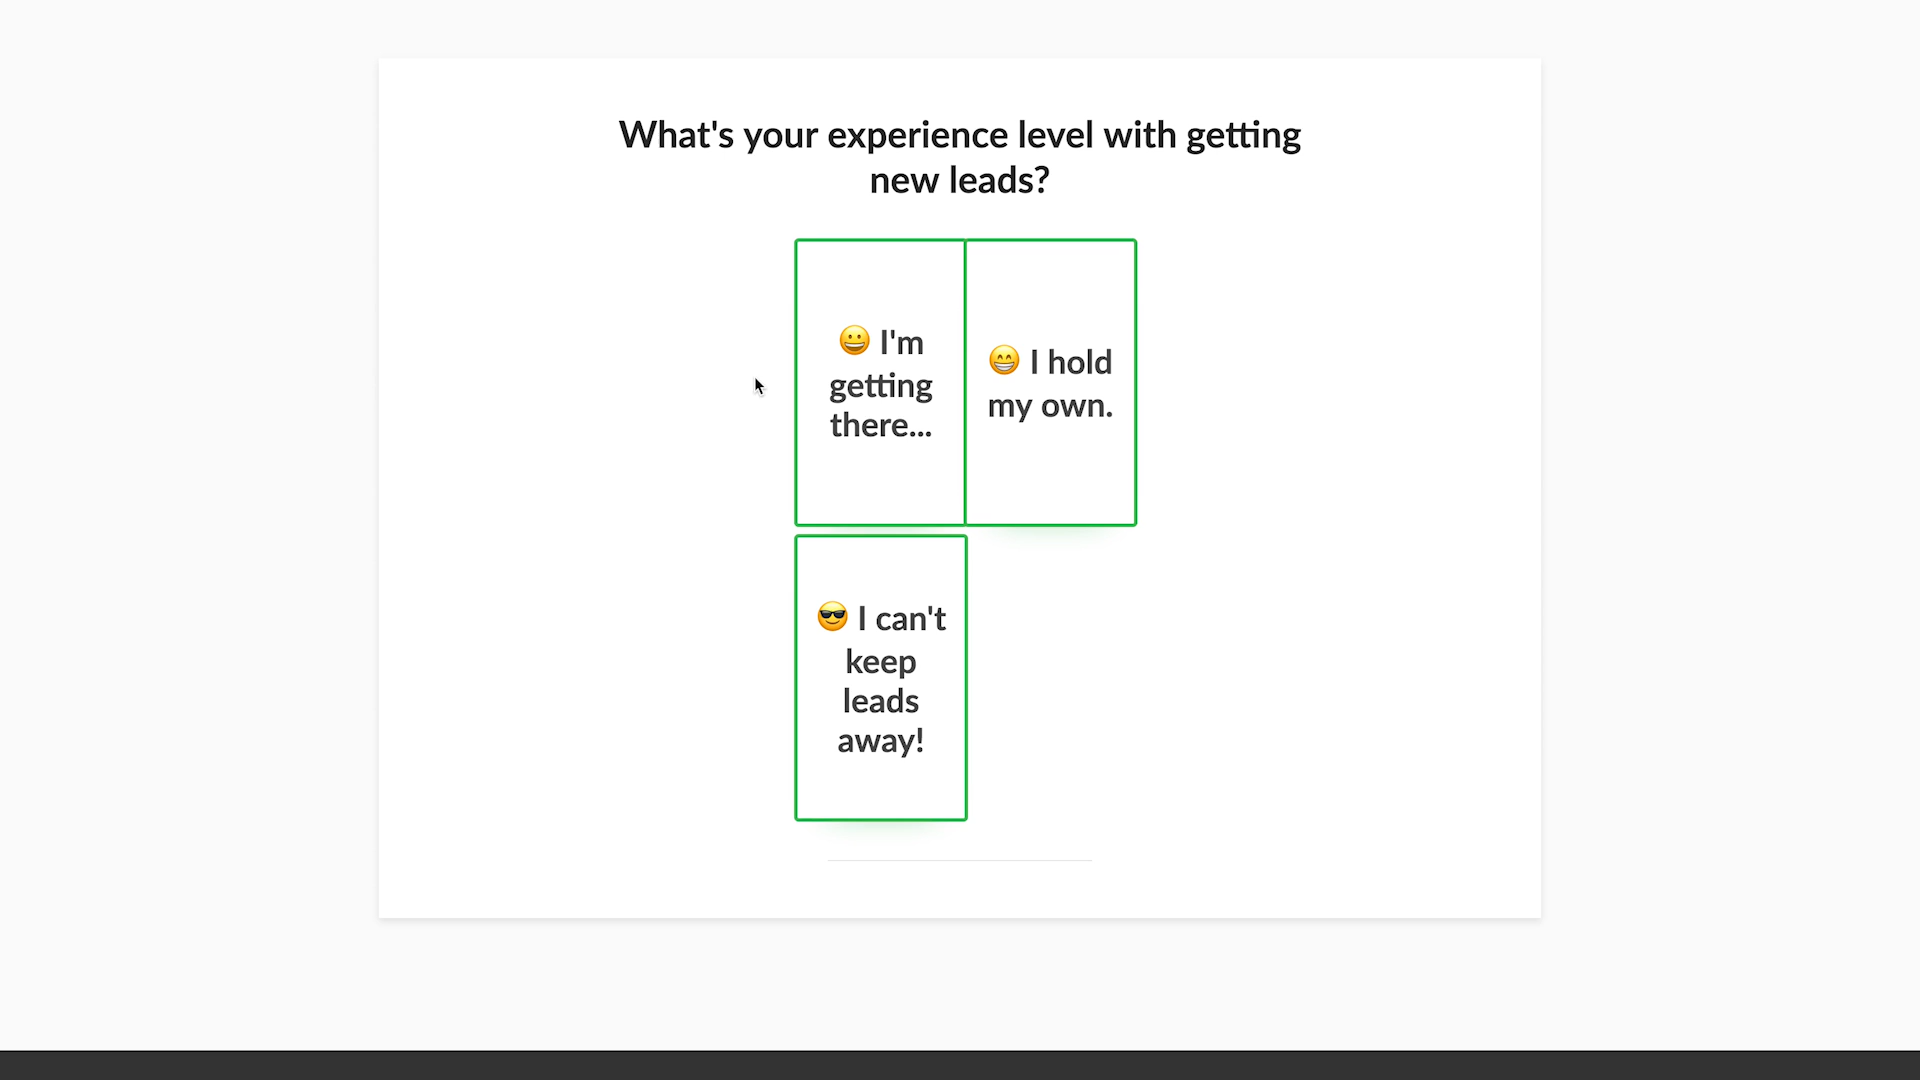 What's your experience level with getting
new leads?
😀 I'm
getting
there...
😁 I hold
my own.
😎 I can't
keep
leads
away!